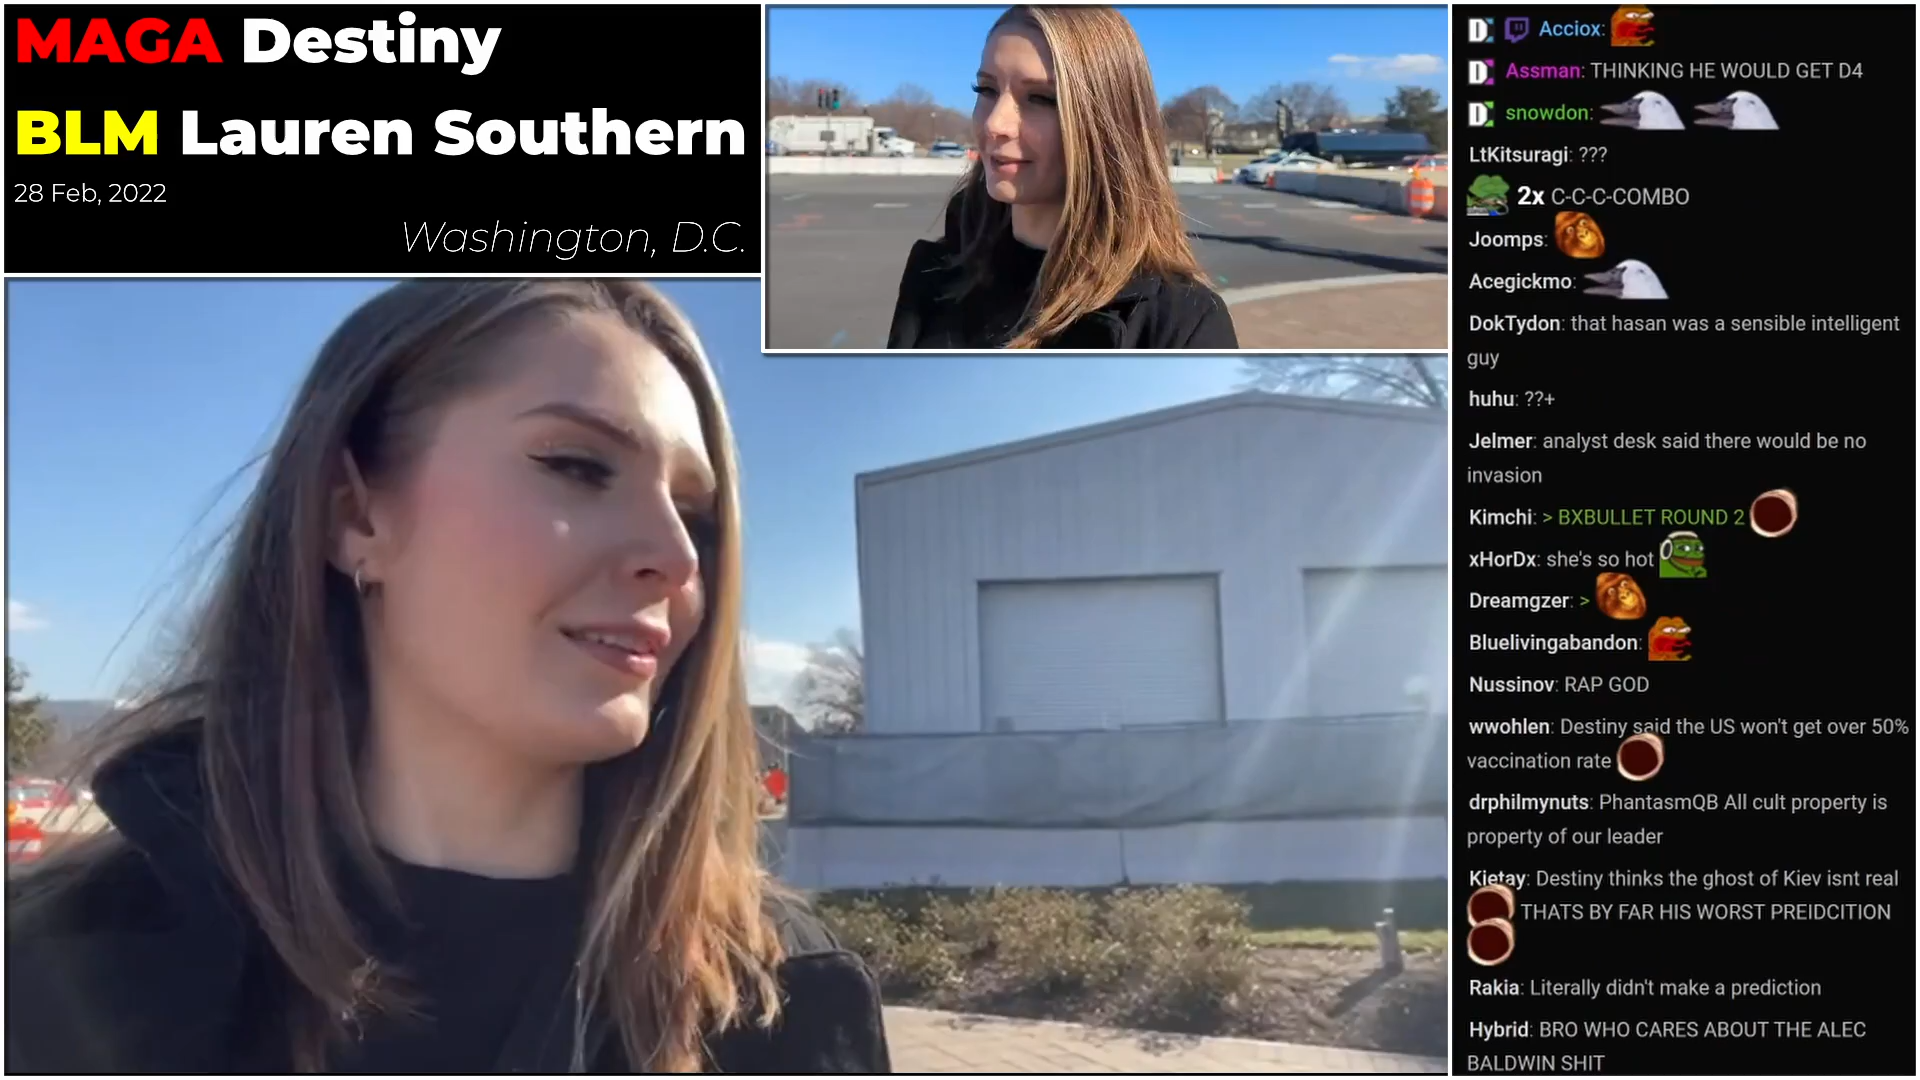 MAGA Destiny
BLM Lauren Southern
28 Feb, 2022
Washington, D.C.
Acciox:
Assman: THINKING HE WOULD GET D4
snowdon:
LtKitsuragi: ???
2x C-C-C-COMBO
Joomps:
Acegickmo:
DokTydon: that hasan was a sensible intelligent
guy
huhu: ??+
Jelmer: analyst desk said there would be no
invasion
Kimchi: > BXBULLET ROUND 2
xHorDx: she's so hot
Dreamgzer: >
Bluelivingabandon:
Nussinov: RAP GOD
wwohlen: Destiny said the US won't get over 50%
vaccination rate
drphilmynuts: PhantasmQB All cult property is
property of our leader
Kietay: Destiny thinks the ghost of Kiev isnt real
THATS BY FAR HIS WORST PREIDCITION
Rakia: Literally didn't make a prediction
Hybrid: BRO WHO CARES ABOUT THE ALEC
BALDWIN SHIT